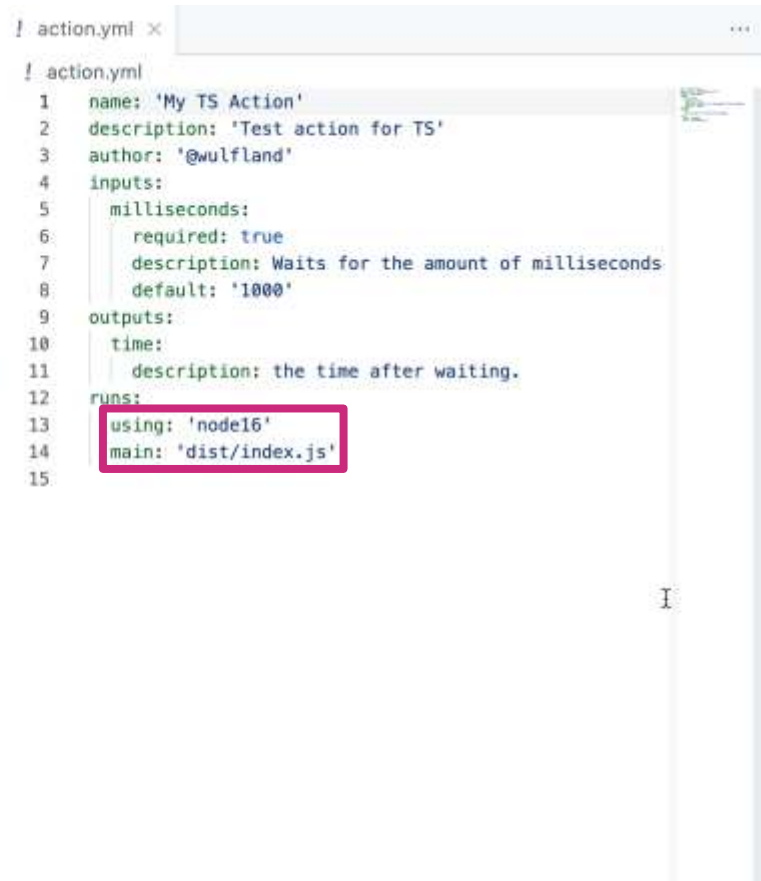 ! action.yml ×
...
! action.yml
1 name: 'My TS Action'
2 description: 'Test action for TS'
3 author: '@wulfland'
4 inputs:
5 milliseconds:
6 required: true
7 description: Waits for the amount of milliseconds
8 default: '1000'
9 outputs:
10 time:
11 description: the time after waiting.
12 runs:
13 using: 'node16'
14 main: 'dist/index.js'
15